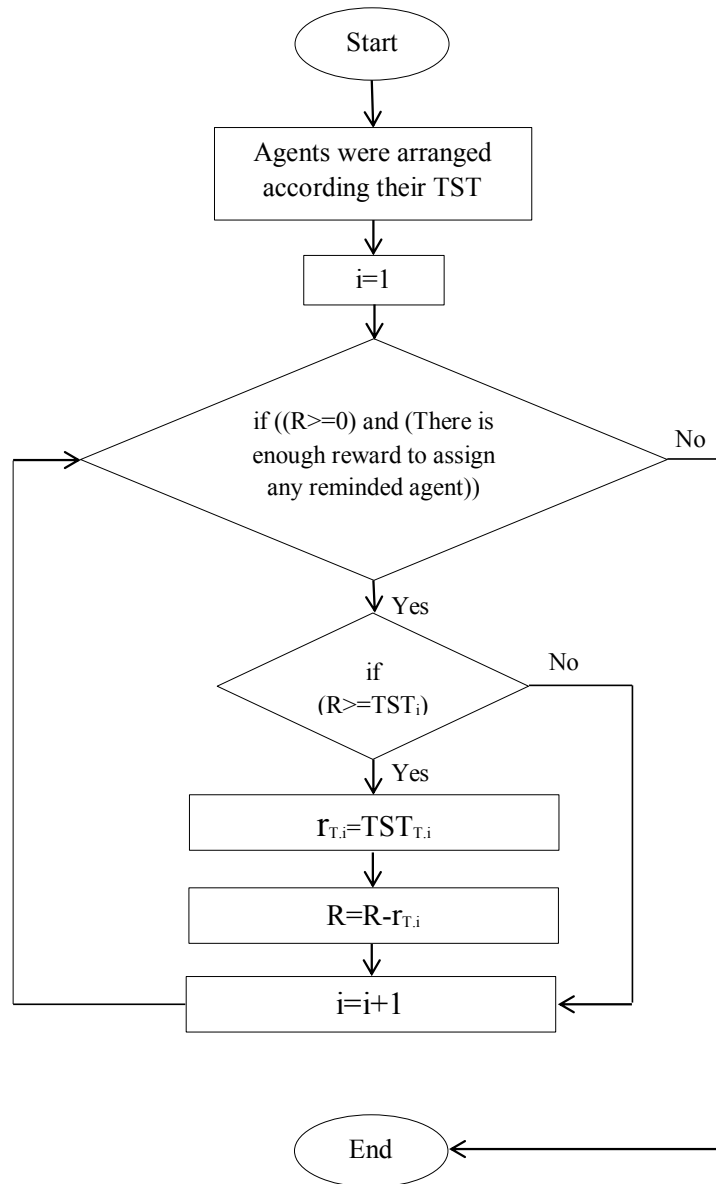 Start
Agents were arranged
according their TST
i=1
if ((R>=0) and (There is
enough reward to assign
any reminded agent))
No
Yes
if
(R>=TSTi)
No
Yes
rT.i=TSTT.i
R=R-rT.i
i=i+1
End